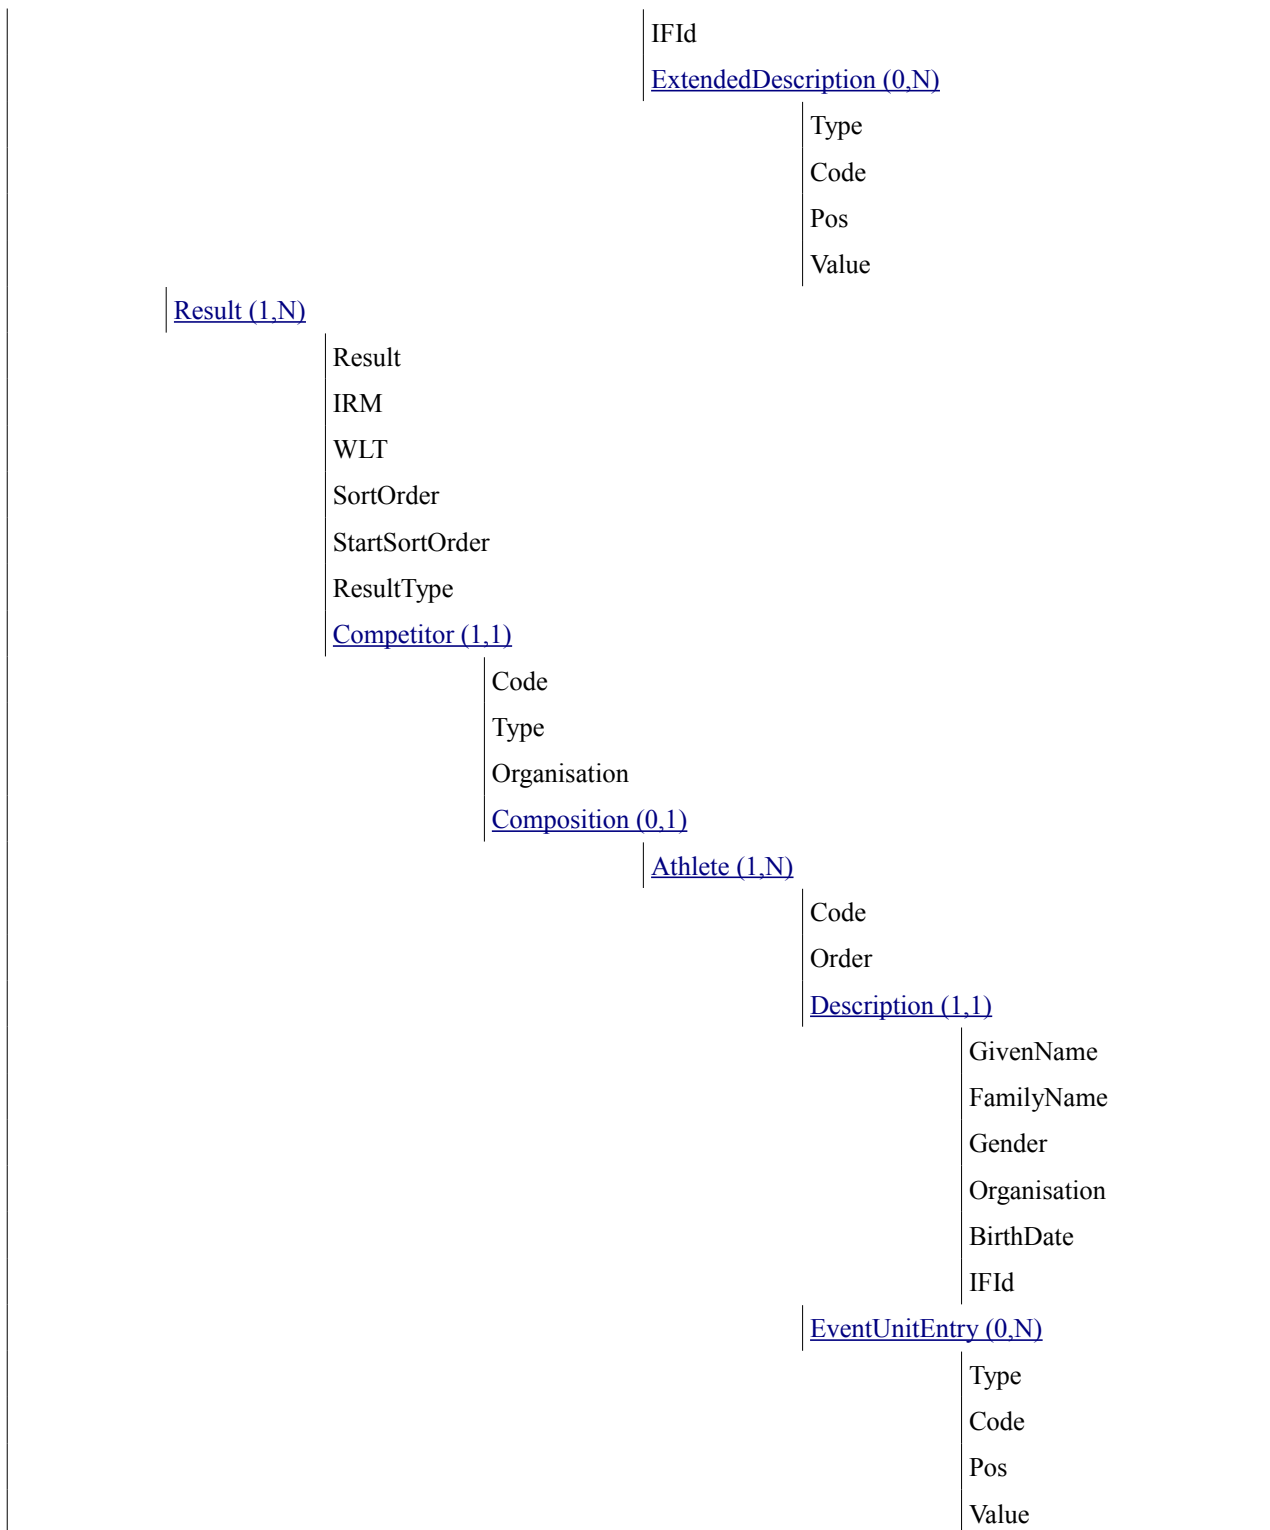 IFId
ExtendedDescription (0,N)
Type
Code
Pos
Value
Result (1,N)
Result
IRM
WLT
SortOrder
StartSortOrder
ResultType
Competitor (1,1)
Code
Type
Organisation
Composition (0,1)
Athlete (1,N)
Code
Order
Description (1,1)
GivenName
FamilyName
Gender
Organisation
BirthDate
IFId
EventUnitEntry (0,N)
Type
Code
Pos
Value